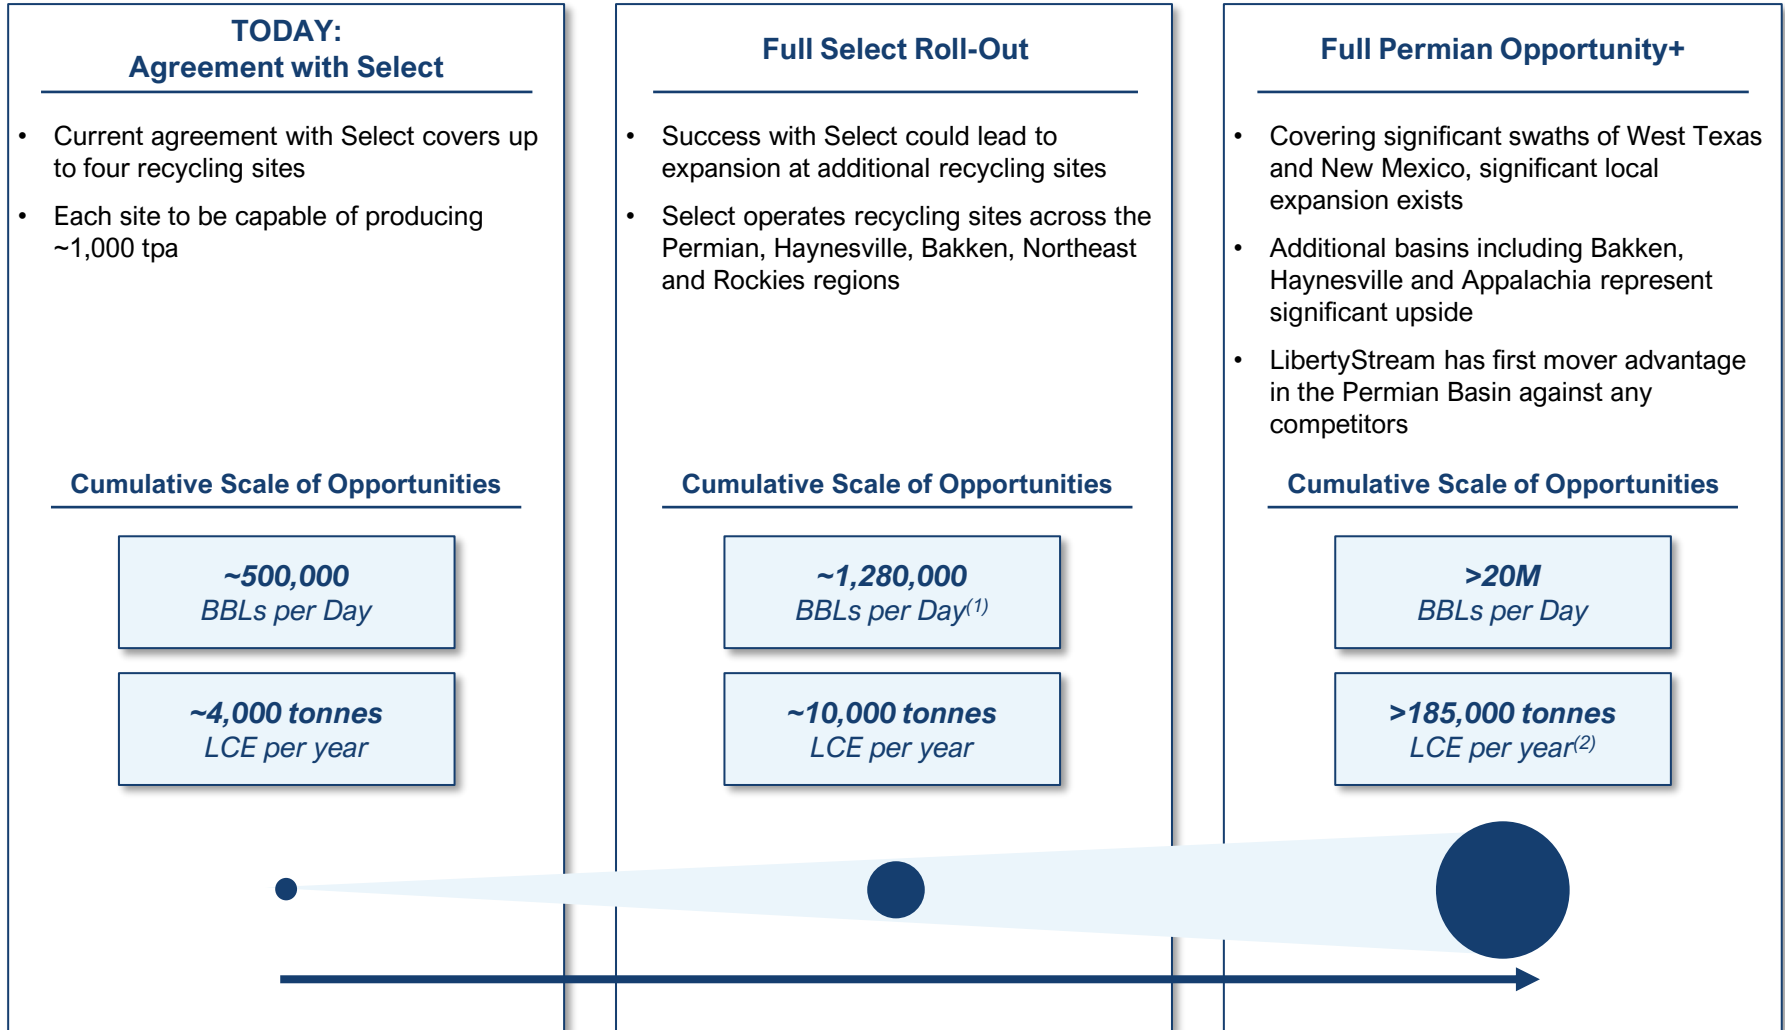 TODAY:
Agreement with Select
• Current agreement with Select covers up
to four recycling sites
• Each site to be capable of producing
~1,000 tpa
Cumulative Scale of Opportunities
~500,000
BBLs per Day
~4,000 tonnes
LCE per year
Full Select Roll-Out
• Success with Select could lead to
expansion at additional recycling sites
• Select operates recycling sites across the
Permian, Haynesville, Bakken, Northeast
and Rockies regions
Cumulative Scale of Opportunities
~1,280,000
BBLs per Day(1)
~10,000 tonnes
LCE per year
Full Permian Opportunity+
• Covering significant swaths of West Texas
and New Mexico, significant local
expansion exists
• Additional basins including Bakken,
Haynesville and Appalachia represent
significant upside
• LibertyStream has first mover advantage
in the Permian Basin against any
competitors
Cumulative Scale of Opportunities
>20M
BBLs per Day
>185,000 tonnes
LCE per year(2)